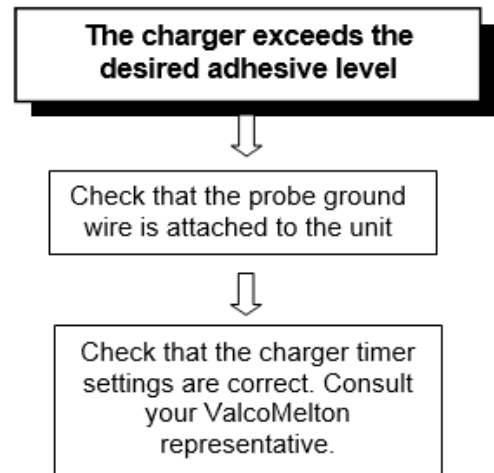 The charger exceeds the
desired adhesive level
Check that the probe ground
wire is attached to the unit
Check that the charger timer
settings are correct. Consult
your ValcoMelton
representative.